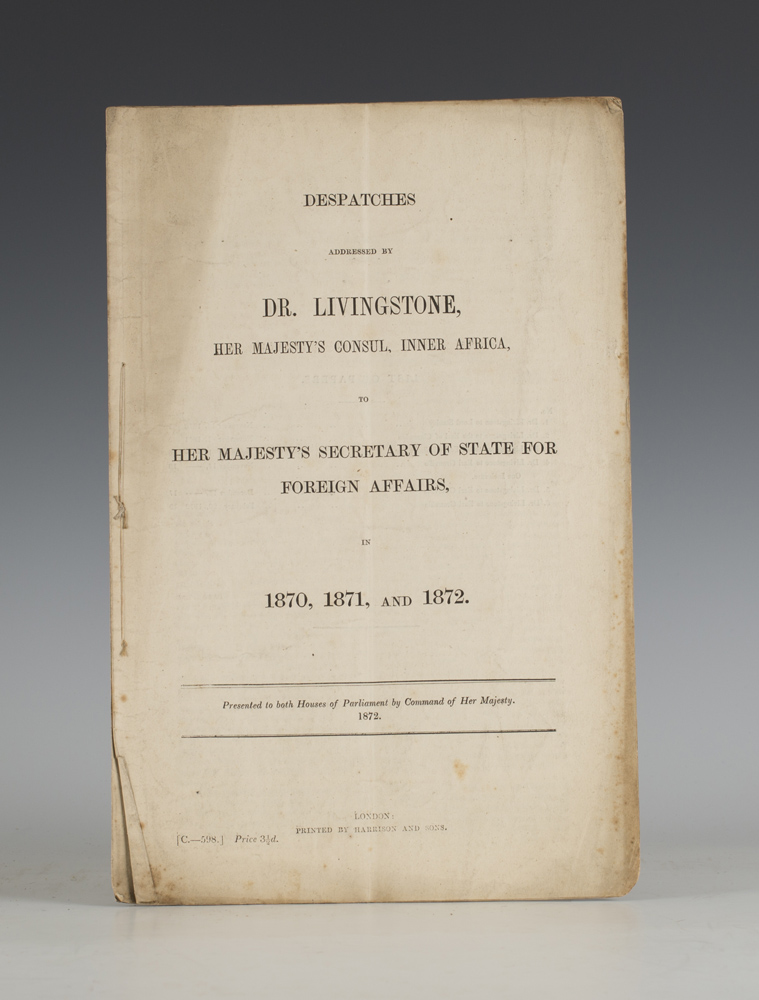 DESPATCHES
ADDRESSED BY
DR. LIVINGSTONE,
HER MAJESTY'S CONSUL, INNER AFRICA,
TO
HER MAJESTY'S SECRETARY OF STATE FOR
FOREIGN AFFAIRS,
IN
1870, 1871, AND 1872.
Presented to both Houses of Parliament by Command of Her Majesty.
1872.
LONDON:
PRINTED BY HARRISON AND SONS.
[C.—598.] Price 3½d.